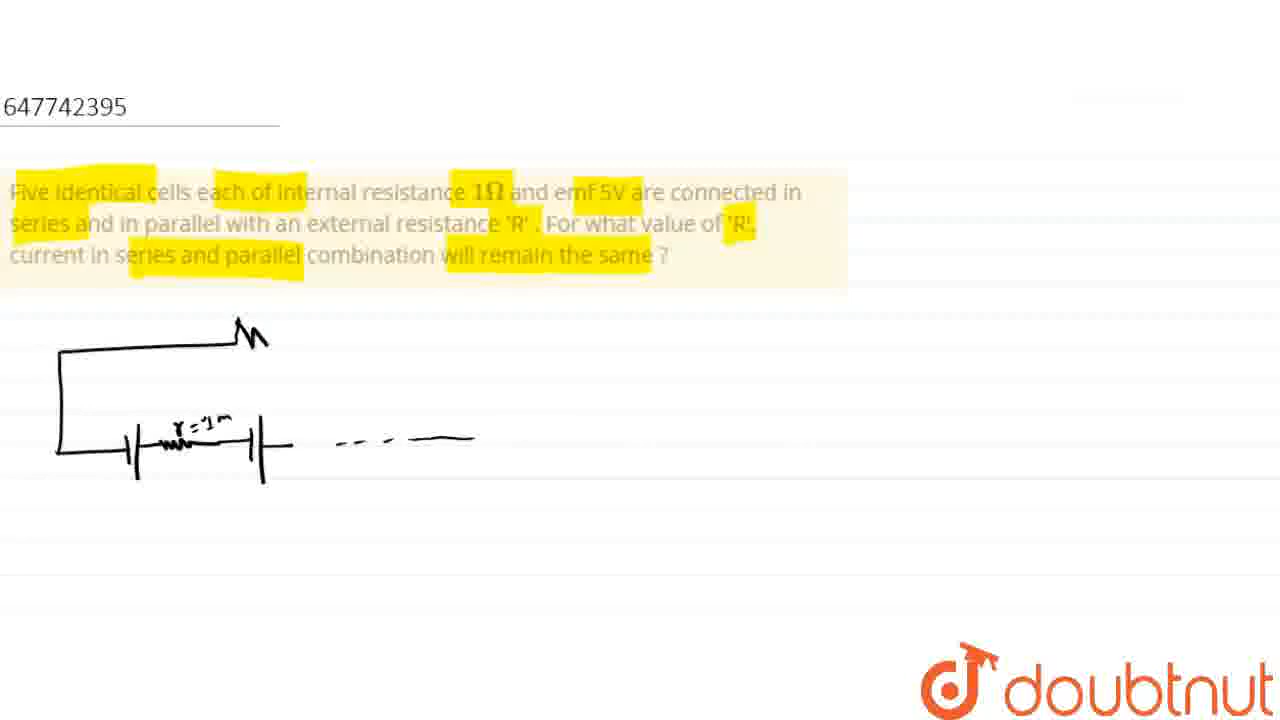 647742395
Five identical cells each of internal resistance 1Ω and emf 5V are connected in
series and in parallel with an external resistance 'R' . For what value of 'R',
current in series and parallel combination will remain the same ?
doubtnut